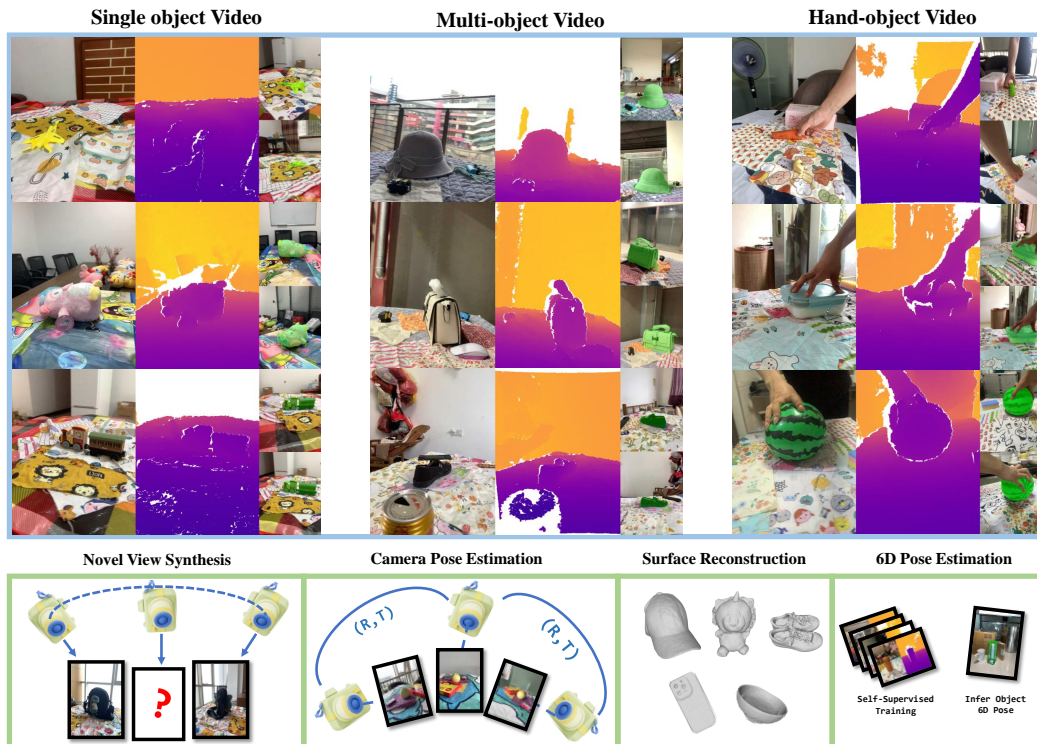 Single object Video
Multi-object Video
Hand-object Video
Novel View Synthesis
Camera Pose Estimation
Surface Reconstruction
6D Pose Estimation
?
(R,T)
(R,T)
Self-Supervised
Training
Infer Object
6D Pose